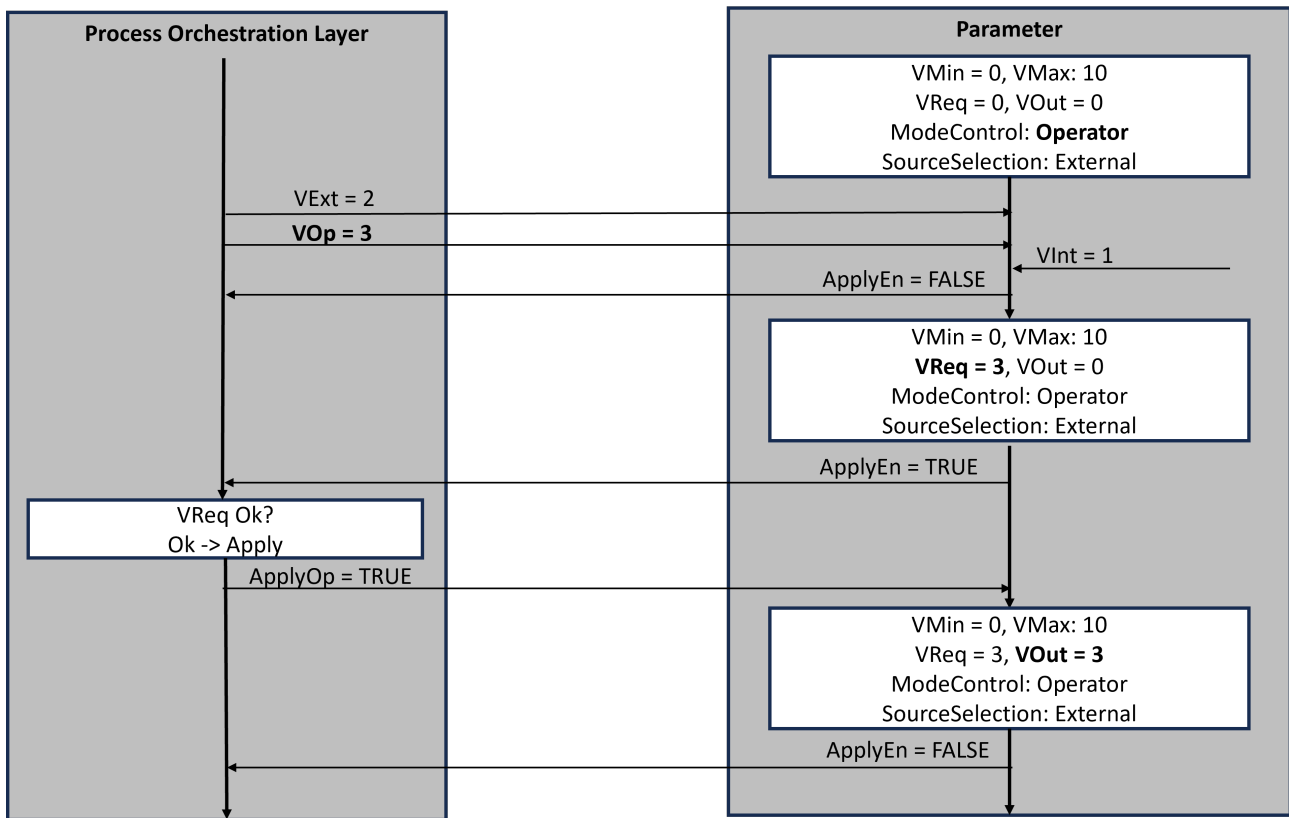 Process Orchestration Layer
Parameter
VMin = 0, VMax: 10
VReq = 0, VOut = 0
ModeControl: Operator
SourceSelection: External
VExt = 2
VOp = 3
VInt = 1
ApplyEn = FALSE
VMin = 0, VMax: 10
VReq = 3, VOut = 0
ModeControl: Operator
SourceSelection: External
ApplyEn = TRUE
VReq Ok?
Ok -> Apply
ApplyOp = TRUE
VMin = 0, VMax: 10
VReq = 3, VOut = 3
ModeControl: Operator
SourceSelection: External
ApplyEn = FALSE